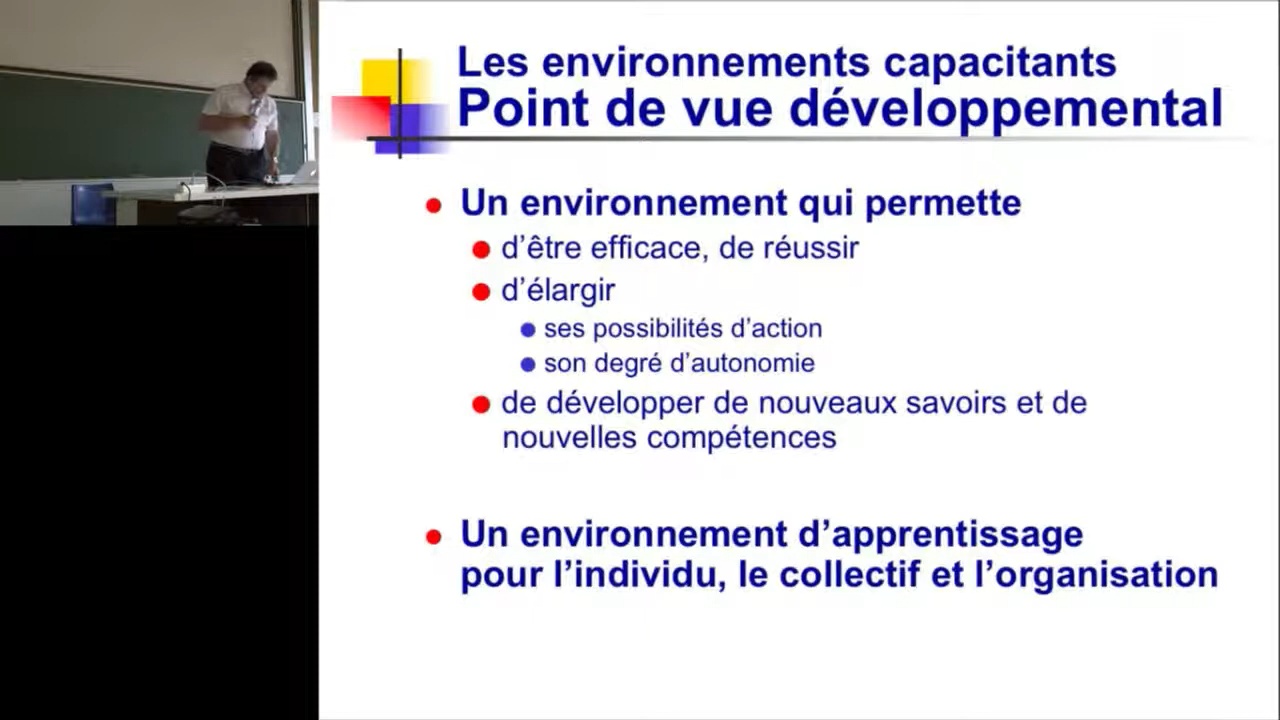 Les environnements capacitants
Point de vue développemental
Un environnement qui permette
d’être efficace, de réussir
d’élargir
ses possibilités d’action
son degré d’autonomie
de développer de nouveaux savoirs et de
nouvelles compétences
Un environnement d’apprentissage
pour l’individu, le collectif et l’organisation